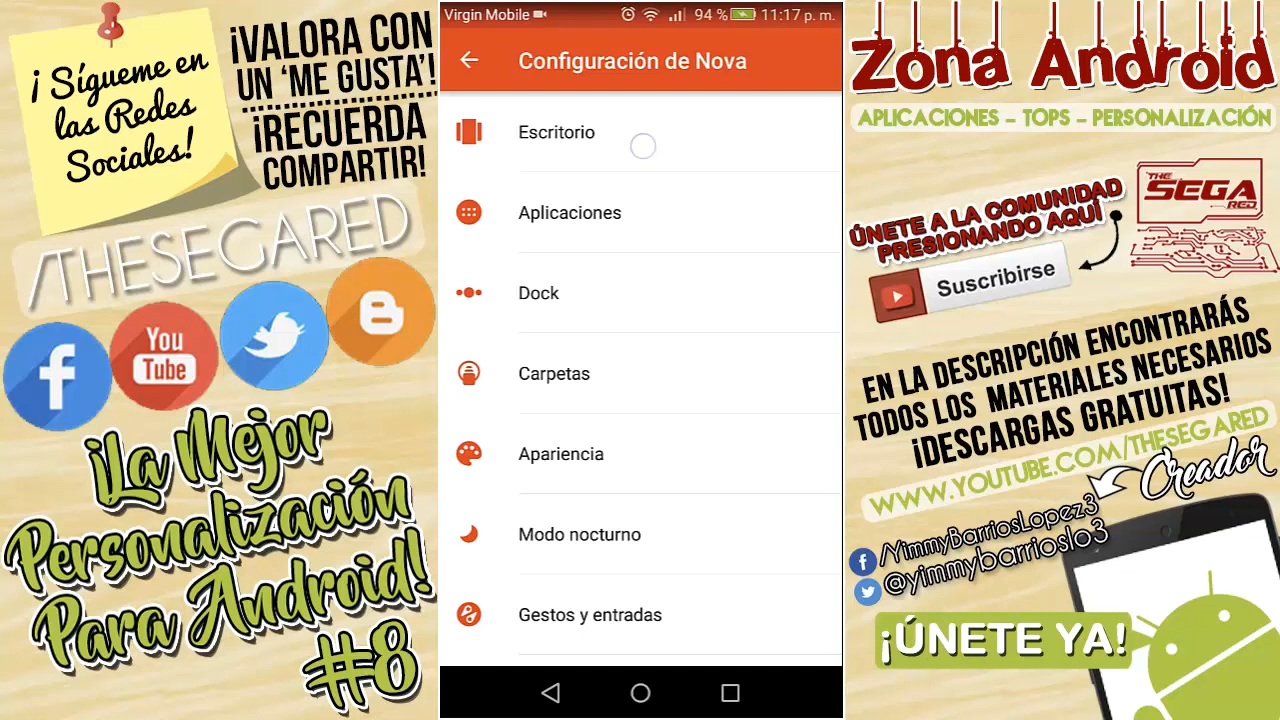 ¡Sígueme en
las Redes
Sociales!
¡VALORA CON
UN 'ME GUSTA'!
¡RECUERDA
COMPARTIR!
/THESEGARED
f
You
Tube
B
¡La Mejor
Personalización
Para Android!
#8
Virgin Mobile
94 %
11:17 p. m.
Configuración de Nova
Escritorio
Aplicaciones
Dock
Carpetas
Apariencia
Modo nocturno
Gestos y entradas
Zona Android
APLICACIONES – TOPS – PERSONALIZACIÓN
THE
SEGA
RED
ÚNETE A LA COMUNIDAD
PRESIONANDO AQUÍ
Suscribirse
EN LA DESCRIPCIÓN ENCONTRARÁS
TODOS LOS MATERIALES NECESARIOS
¡DESCARGAS GRATUITAS!
WWW.YOUTUBE.COM/THESEGARED
Creador
f /YimmyBarriosLopez3
@yimmybarrioslo3
¡ÚNETE YA!